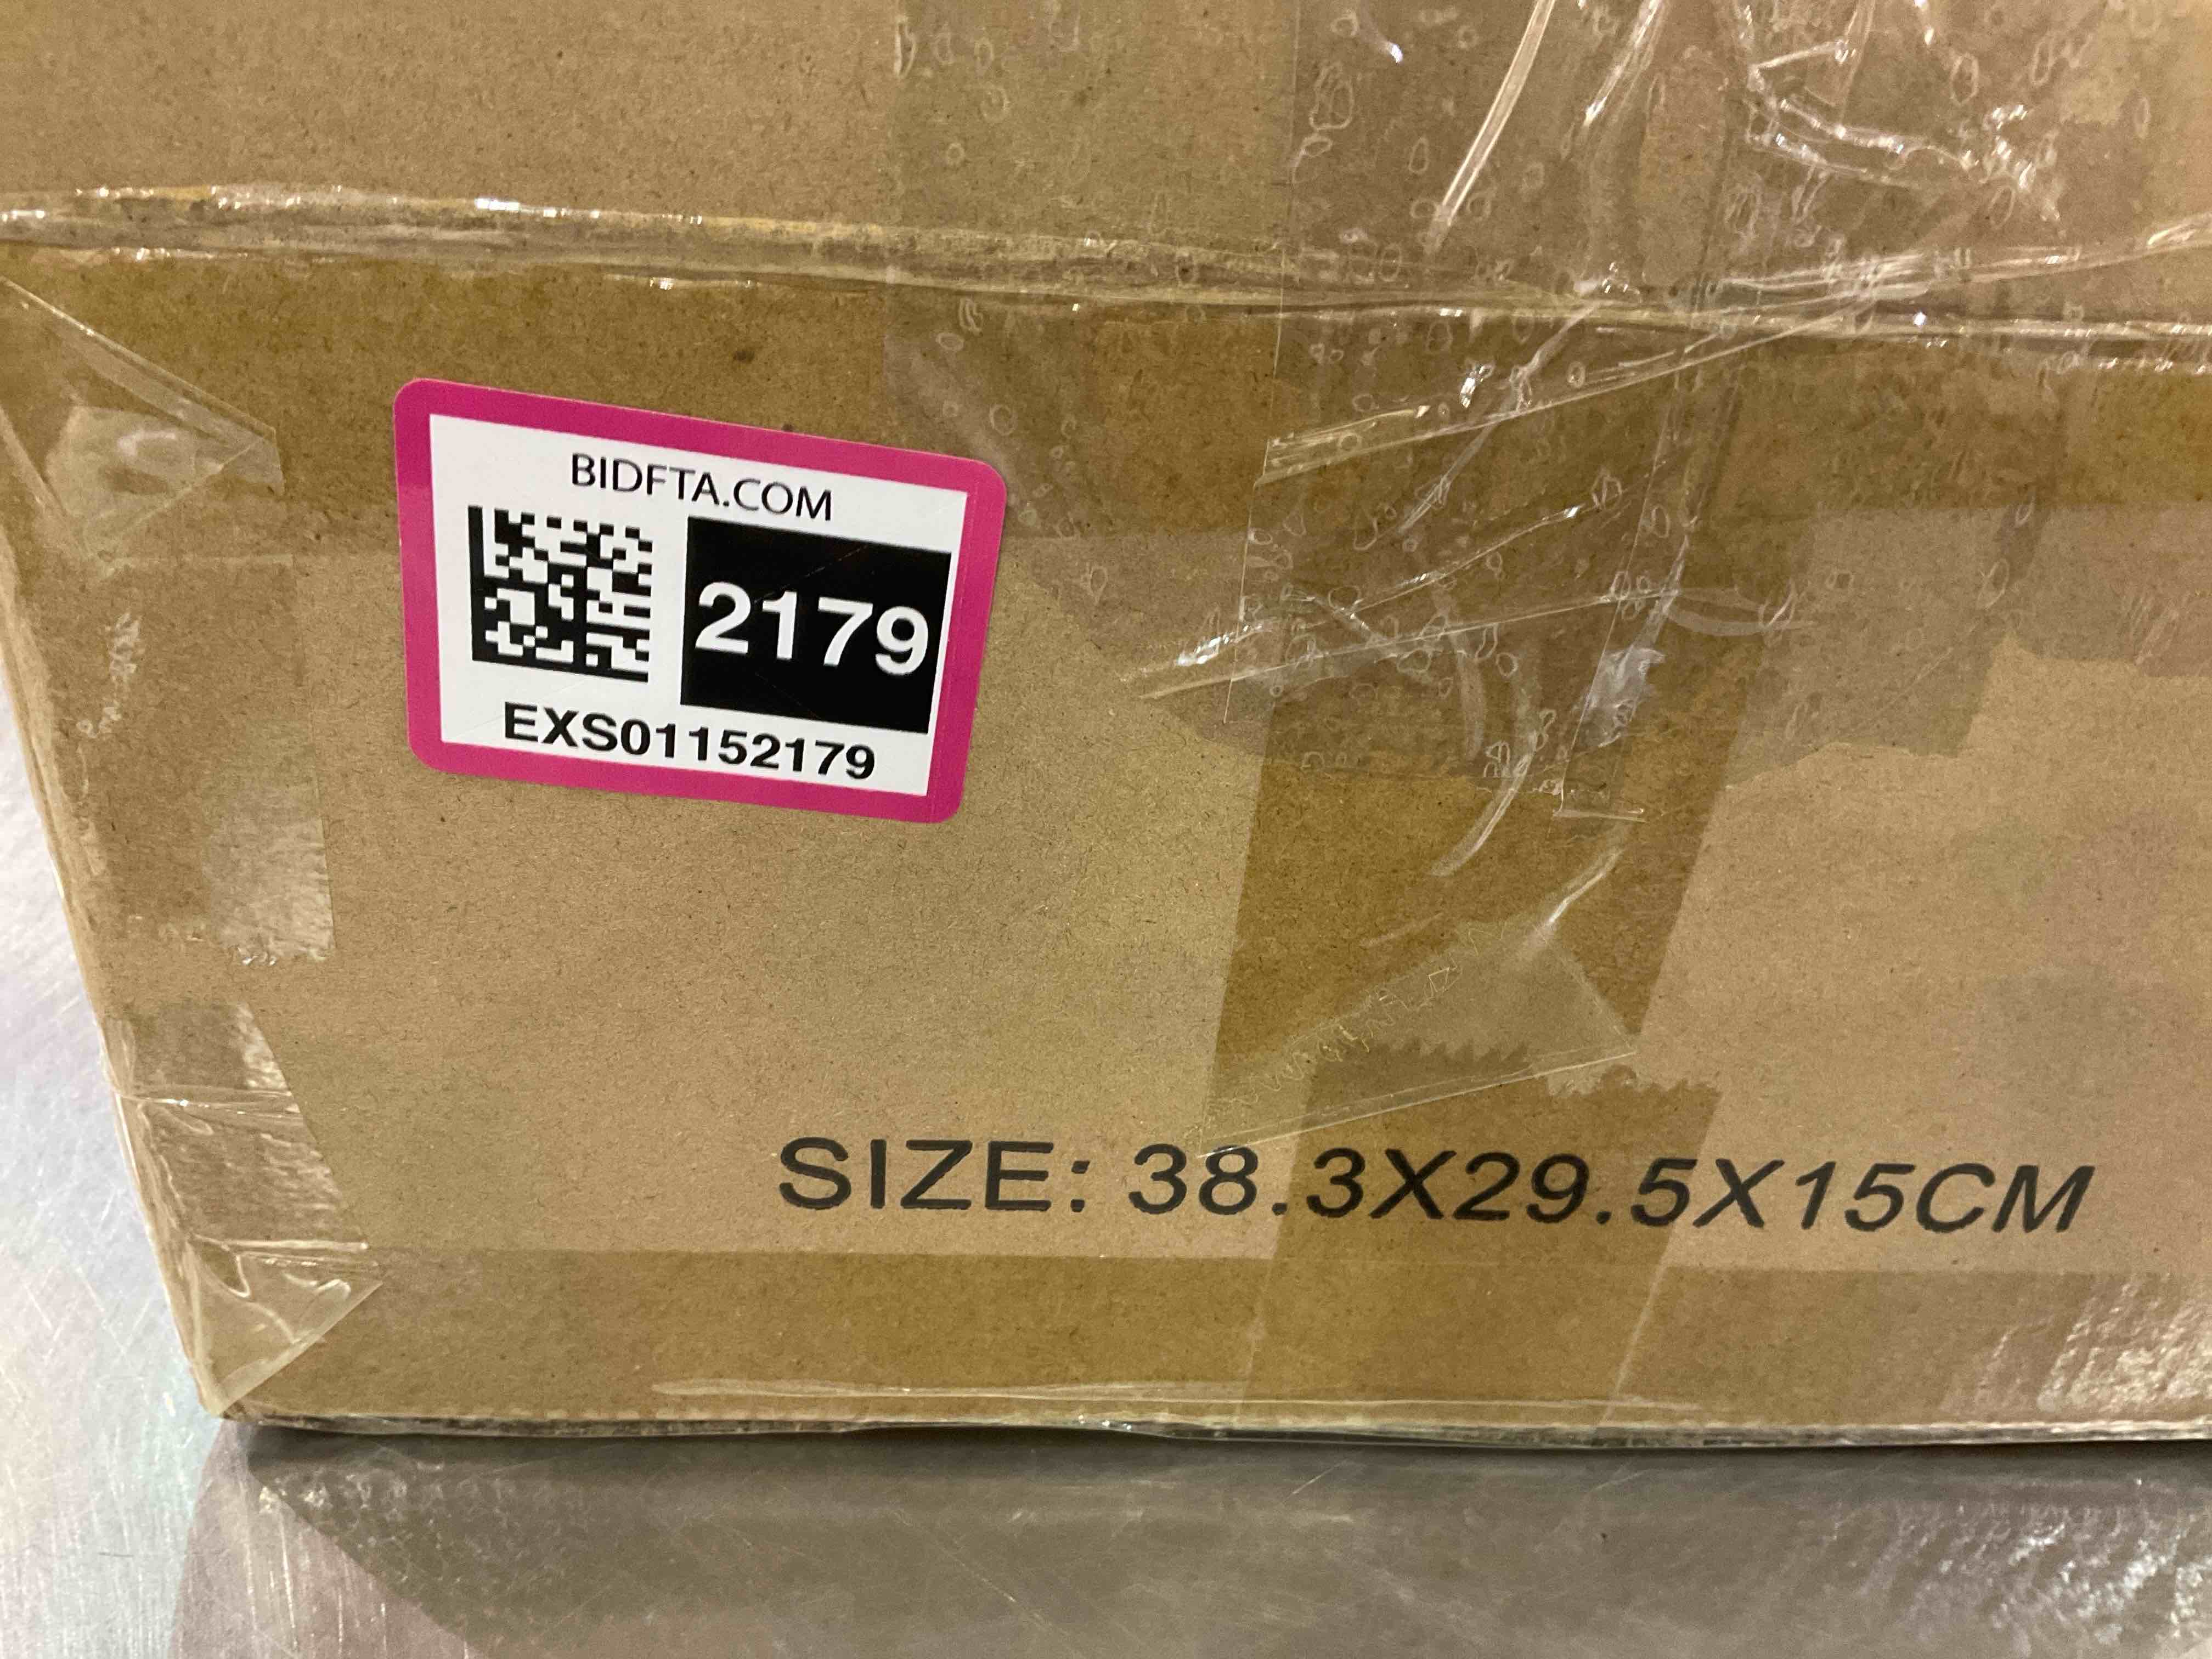 BIDFTA.COM
2179
EXS01152179
SIZE: 38.3X29.5X15CM